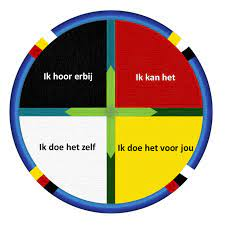 Ik hoor erbij
Ik kan het
Ik doe het zelf
Ik doe het voor jou